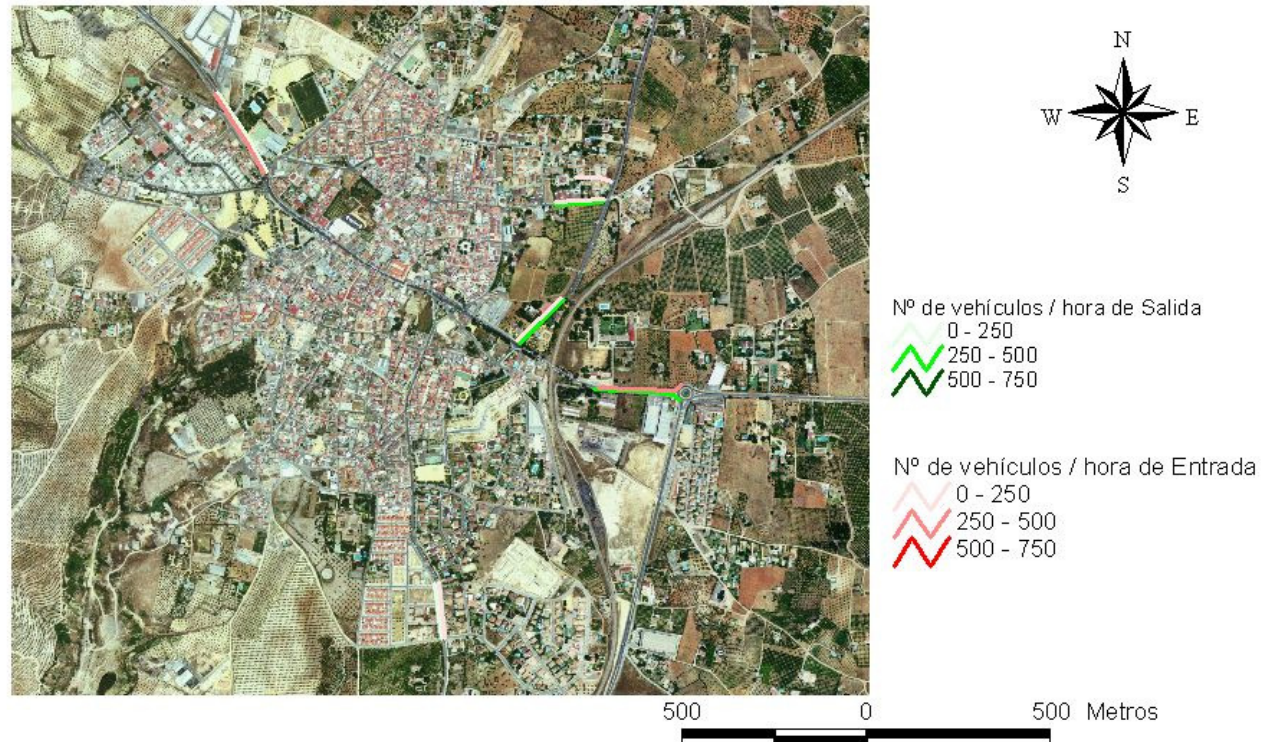 N
W E
S
Nº de vehículos / hora de Salida
0 - 250
250 - 500
500 - 750
Nº de vehículos / hora de Entrada
0 - 250
250 - 500
500 - 750
500 0 500 Metros